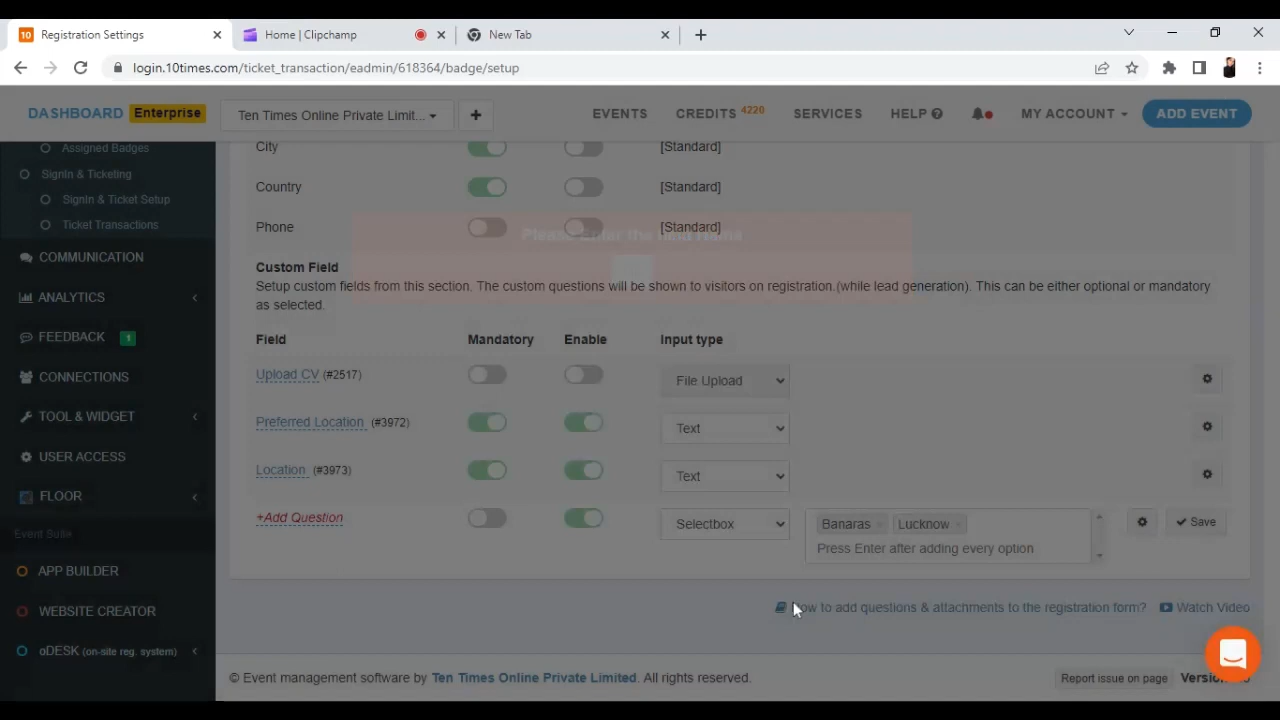 Registration Settings
Home | Clipchamp
New Tab
login.10times.com/ticket_transaction/eadmin/618364/badge/setup
DASHBOARD Enterprise
Ten Times Online Private Limit...
EVENTS
CREDITS 4220
SERVICES
HELP
MY ACCOUNT
ADD EVENT
Assigned Badges
SignIn & Ticketing
SignIn & Ticket Setup
Ticket Transactions
COMMUNICATION
ANALYTICS
FEEDBACK 1
CONNECTIONS
TOOL & WIDGET
USER ACCESS
FLOOR
Event Suite
APP BUILDER
WEBSITE CREATOR
oDESK (on-site reg. system)
City [Standard]
Country [Standard]
Phone [Standard]
Please Enter the field Name
Custom Field
Setup custom fields from this section. The custom questions will be shown to visitors on registration.(while lead generation). This can be either optional or mandatory
as selected.
Field Mandatory Enable Input type
Upload CV (#2517) File Upload
Preferred Location (#3972) Text
Location (#3973) Text
+Add Question Selectbox Banaras Lucknow Save
Press Enter after adding every option
How to add questions & attachments to the registration form? Watch Video
© Event management software by Ten Times Online Private Limited. All rights reserved.
Report issue on page